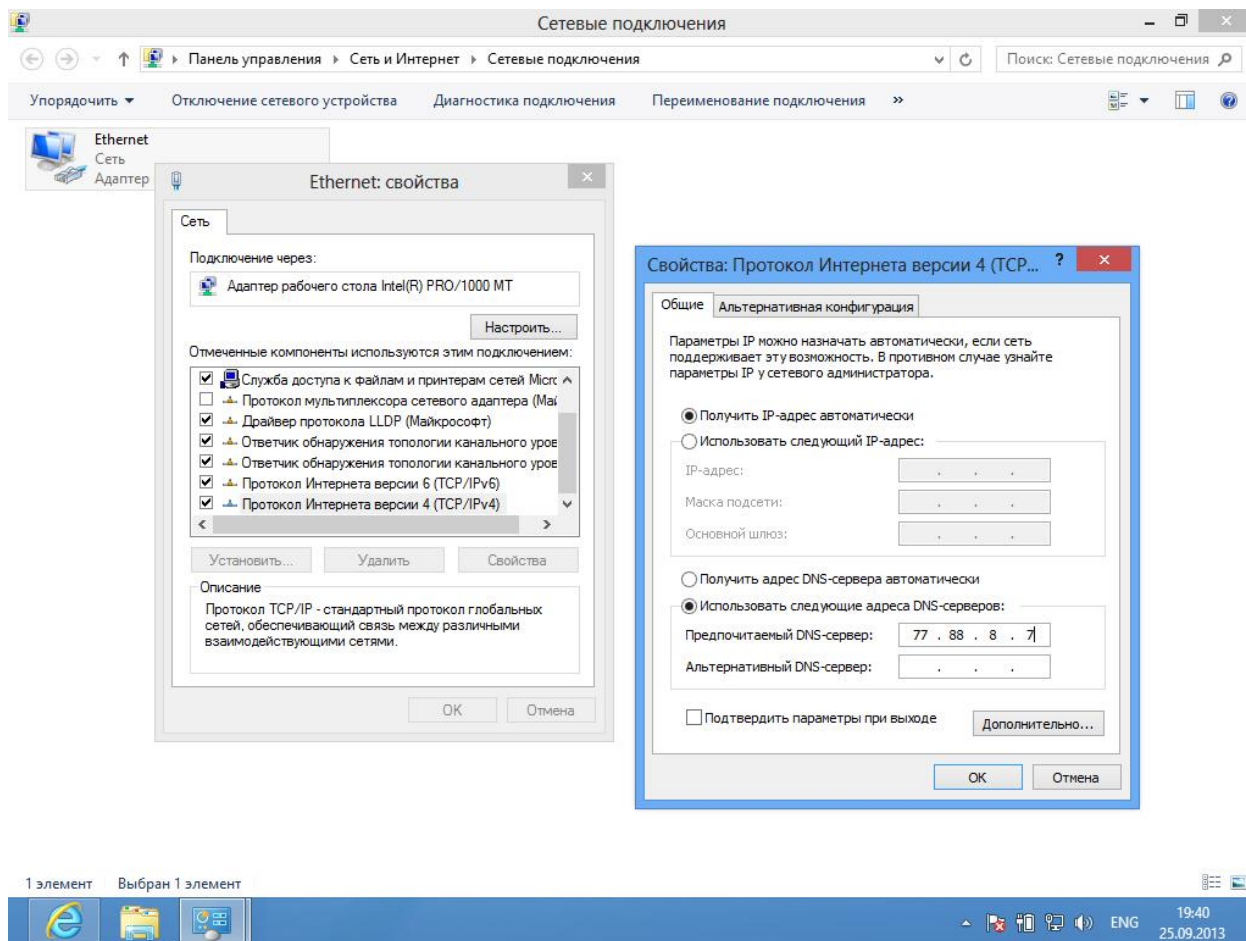 Сетевые подключения
Панель управления Сеть и Интернет Сетевые подключения
Поиск: Сетевые подключения
Упорядочить Отключение сетевого устройства Диагностика подключения Переименование подключения »
Ethernet
Сеть
Адаптер
Ethernet: свойства
Сеть
Подключение через:
Адаптер рабочего стола Intel(R) PRO/1000 MT
Настроить...
Отмеченные компоненты используются этим подключением:
Служба доступа к файлам и принтерам сетей Micro
Протокол мультиплексора сетевого адаптера (Май
Драйвер протокола LLDP (Майкрософт)
Ответчик обнаружения топологии канального уров
Ответчик обнаружения топологии канального уров
Протокол Интернета версии 6 (TCP/IPv6)
Протокол Интернета версии 4 (TCP/IPv4)
Установить... Удалить Свойства
Описание
Протокол TCP/IP - стандартный протокол глобальных
сетей, обеспечивающий связь между различными
взаимодействующими сетями.
OK Отмена
Свойства: Протокол Интернета версии 4 (TCP... ?
Общие Альтернативная конфигурация
Параметры IP можно назначать автоматически, если сеть
поддерживает эту возможность. В противном случае узнайте
параметры IP у сетевого администратора.
Получить IP-адрес автоматически
Использовать следующий IP-адрес:
IP-адрес: . . .
Маска подсети: . . .
Основной шлюз: . . .
Получить адрес DNS-сервера автоматически
Использовать следующие адреса DNS-серверов:
Предпочитаемый DNS-сервер: 77 . 88 . 8 . 7
Альтернативный DNS-сервер: . . .
Подтвердить параметры при выходе
Дополнительно...
OK Отмена
1 элемент Выбран 1 элемент
ENG
19:40
25.09.2013